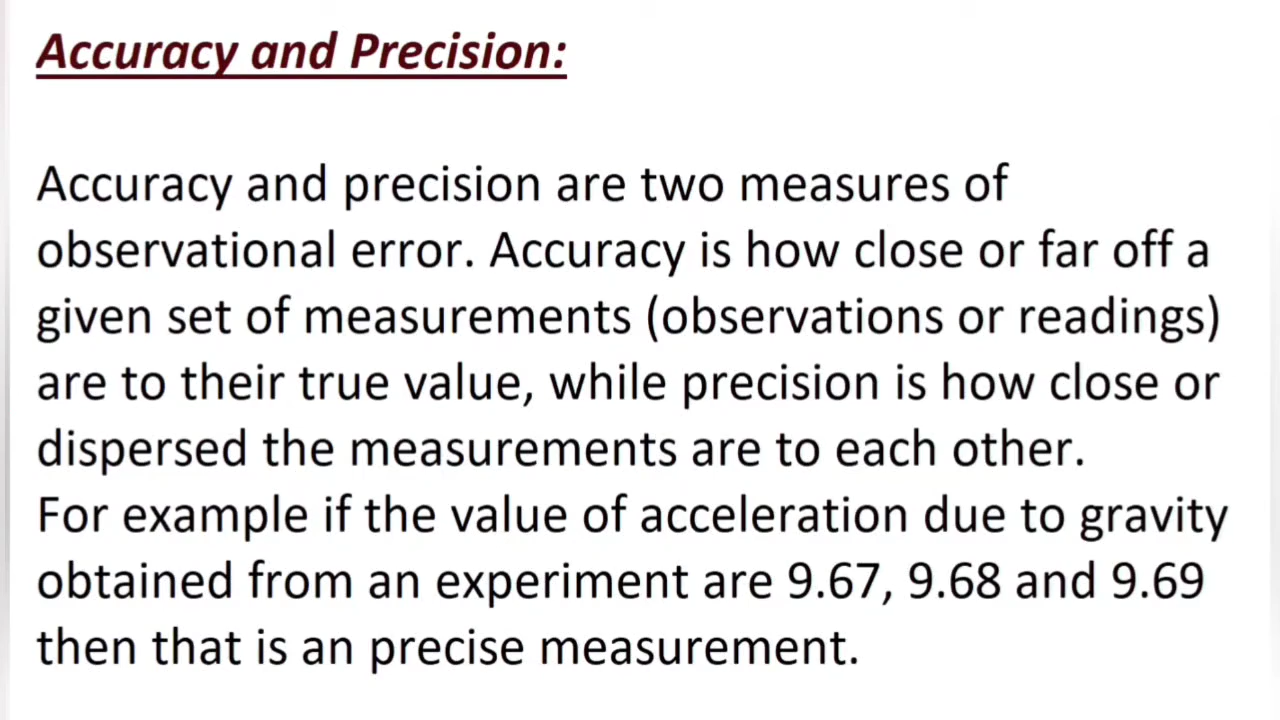 Accuracy and Precision:
Accuracy and precision are two measures of
observational error. Accuracy is how close or far off a
given set of measurements (observations or readings)
are to their true value, while precision is how close or
dispersed the measurements are to each other.
For example if the value of acceleration due to gravity
obtained from an experiment are 9.67, 9.68 and 9.69
then that is an precise measurement.